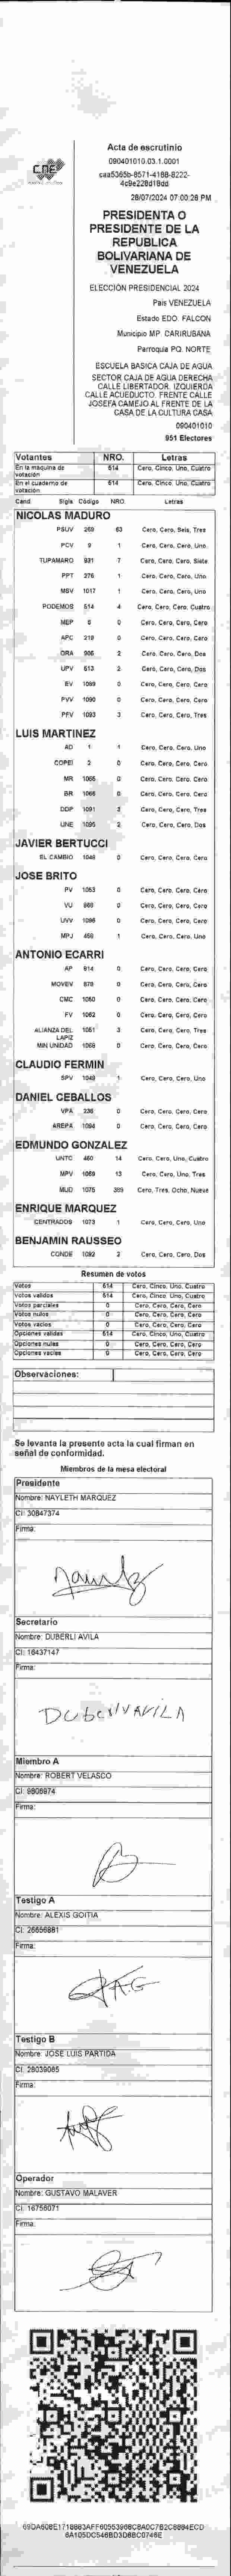 CNE
Acta de escrutinio
090401010.03.1.0001
caa5365b-8571-4188-8222-
4c9e228d18dd
28/07/2024 07:00:26 PM
PRESIDENTA O
PRESIDENTE DE LA
REPUBLICA
BOLIVARIANA DE
VENEZUELA
ELECCIÓN PRESIDENCIAL 2024
Pais VENEZUELA
Estado EDO. FALCON
Municipio MP. CARIRUBANA
Parroquia PQ. NORTE
ESCUELA BASICA CAJA DE AGUA
SECTOR CAJA DE AGUA DERECHA
CALLE LIBERTADOR. IZQUIERDA
CALLE ACUEDUCTO. FRENTE CALLE
JOSEFA CAMEJO AL FRENTE DE LA
CASA DE LA CULTURA CASA
090401010
951 Electores
Votantes NRO. Letras
En la máquina de votación 514 Cero, Cinco, Uno, Cuatro
En el cuaderno de votación 514 Cero, Cinco, Uno, Cuatro
Cand Sigla Código NRO. Letras
NICOLAS MADURO
PSUV 269 63 Cero, Cero, Seis, Tres
PCV 9 1 Cero, Cero, Cero, Uno
TUPAMARO 931 7 Cero, Cero, Cero, Siete
PPT 276 1 Cero, Cero, Cero, Uno
MSV 1017 1 Cero, Cero, Cero, Uno
PODEMOS 514 4 Cero, Cero, Cero, Cuatro
MEP 8 0 Cero, Cero, Cero, Cero
APC 219 0 Cero, Cero, Cero, Cero
ORA 906 2 Cero, Cero, Cero, Dos
UPV 613 2 Cero, Cero, Cero, Dos
EV 1089 0 Cero, Cero, Cero, Cero
PVV 1090 0 Cero, Cero, Cero, Cero
PFV 1093 3 Cero, Cero, Cero, Tres
LUIS MARTINEZ
AD 1 1 Cero, Cero, Cero, Uno
COPEI 2 0 Cero, Cero, Cero, Cero
MR 1065 0 Cero, Cero, Cero, Cero
BR 1066 0 Cero, Cero, Cero, Cero
DDP 1091 3 Cero, Cero, Cero, Tres
UNE 1095 2 Cero, Cero, Cero, Dos
JAVIER BERTUCCI
EL CAMBIO 1048 0 Cero, Cero, Cero, Cero
JOSE BRITO
PV 1053 0 Cero, Cero, Cero, Cero
VU 969 0 Cero, Cero, Cero, Cero
UVV 1096 0 Cero, Cero, Cero, Cero
MPJ 450 1 Cero, Cero, Cero, Uno
ANTONIO ECARRI
AP 914 0 Cero, Cero, Cero, Cero
MOVEV 878 0 Cero, Cero, Cero, Cero
CMC 1050 0 Cero, Cero, Cero, Cero
FV 1062 0 Cero, Cero, Cero, Cero
ALIANZA DEL LAPIZ 1051 3 Cero, Cero, Cero, Tres
MIN UNIDAD 1068 0 Cero, Cero, Cero, Cero
CLAUDIO FERMIN
SPV 1049 1 Cero, Cero, Cero, Uno
DANIEL CEBALLOS
VPA 236 0 Cero, Cero, Cero, Cero
AREPA 1094 0 Cero, Cero, Cero, Cero
EDMUNDO GONZALEZ
UNTC 460 14 Cero, Cero, Uno, Cuatro
MPV 1069 13 Cero, Cero, Uno, Tres
MUD 1075 389 Cero, Tres, Ocho, Nueve
ENRIQUE MARQUEZ
CENTRADOS 1073 1 Cero, Cero, Cero, Uno
BENJAMIN RAUSSEO
CONDE 1082 2 Cero, Cero, Cero, Dos
Resumen de votos
Votos 514 Cero, Cinco, Uno, Cuatro
Votos validos 514 Cero, Cinco, Uno, Cuatro
Votos parciales 0 Cero, Cero, Cero, Cero
Votos nulos 0 Cero, Cero, Cero, Cero
Votos vacios 0 Cero, Cero, Cero, Cero
Opciones validas 514 Cero, Cinco, Uno, Cuatro
Opciones nulas 0 Cero, Cero, Cero, Cero
Opciones vacias 0 Cero, Cero, Cero, Cero
Observaciones:
Se levanta la presente acta la cual firman en
señal de conformidad.
Miembros de la mesa electoral
Presidente
Nombre: NAYLETH MARQUEZ
CI: 30847374
Firma:
Secretario
Nombre: DUBERLI AVILA
CI: 16437147
Firma:
Miembro A
Nombre: ROBERT VELASCO
CI: 9808974
Firma:
Testigo A
Nombre: ALEXIS GOITIA
CI: 26656881
Firma:
Testigo B
Nombre: JOSE LUIS PARTIDA
CI: 28039065
Firma:
Operador
Nombre: GUSTAVO MALAVER
CI: 16756071
Firma:
69DA608E1718883AFF60553968C8A0C7B2C8894ECD
6A105DC546BD3D6BC0746E